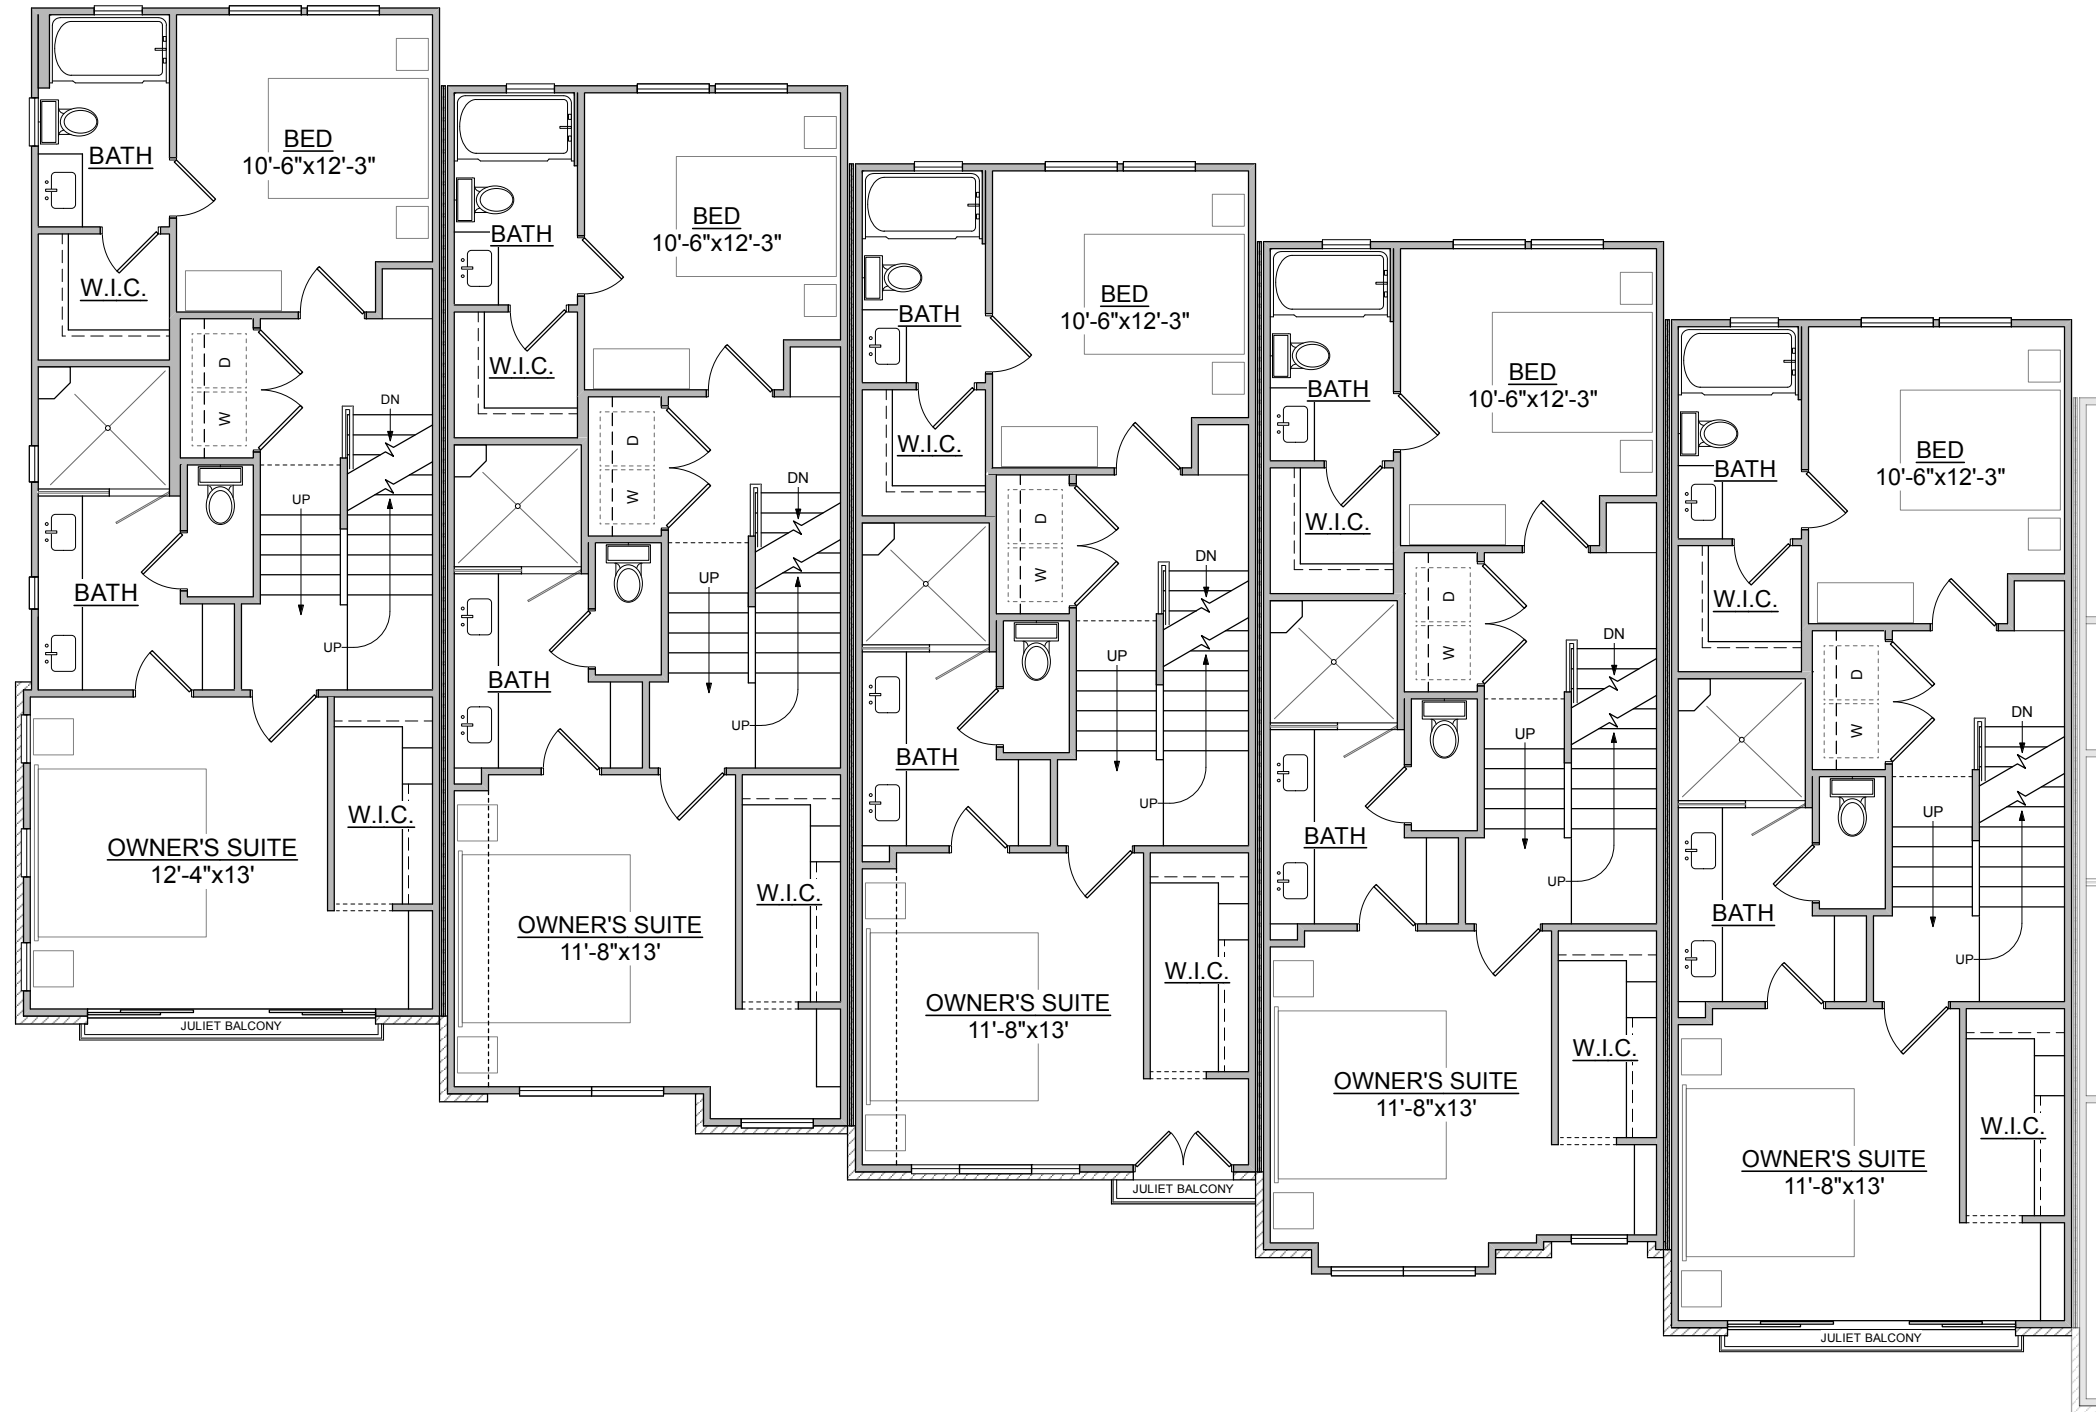 BATH
BED
10'-6"x12'-3"
W.I.C.
D
W
DN
UP
UP
BATH
W.I.C.
OWNER'S SUITE
12'-4"x13'
JULIET BALCONY
BATH
BED
10'-6"x12'-3"
W.I.C.
D
W
DN
UP
UP
BATH
W.I.C.
OWNER'S SUITE
11'-8"x13'
BATH
BED
10'-6"x12'-3"
W.I.C.
D
W
DN
UP
UP
BATH
W.I.C.
OWNER'S SUITE
11'-8"x13'
JULIET BALCONY
BATH
BED
10'-6"x12'-3"
W.I.C.
D
W
DN
UP
UP
BATH
W.I.C.
OWNER'S SUITE
11'-8"x13'
BATH
BED
10'-6"x12'-3"
W.I.C.
D
W
DN
UP
UP
BATH
W.I.C.
OWNER'S SUITE
11'-8"x13'
JULIET BALCONY